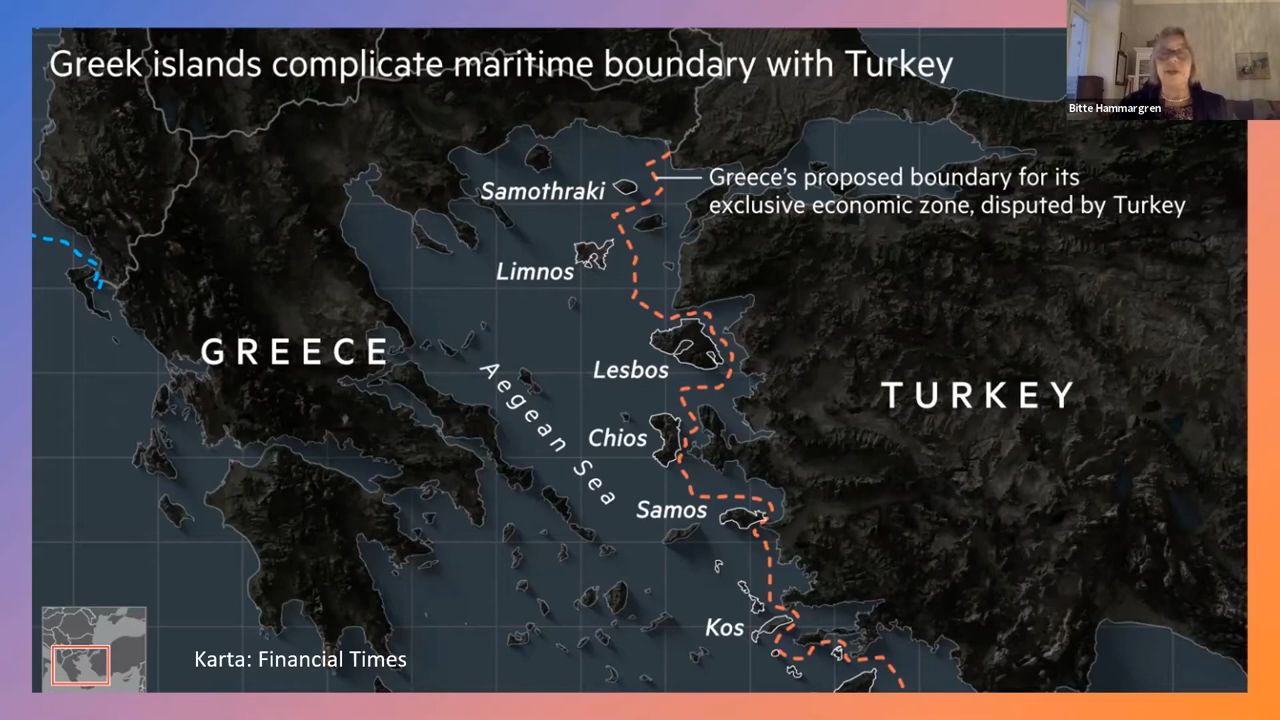 Greek islands complicate maritime boundary with Turkey
Bitte Hammargren
Samothraki
Greece's proposed boundary for its
exclusive economic zone, disputed by Turkey
Limnos
GREECE
Lesbos
TURKEY
Aegean Sea
Chios
Samos
Kos
Karta: Financial Times